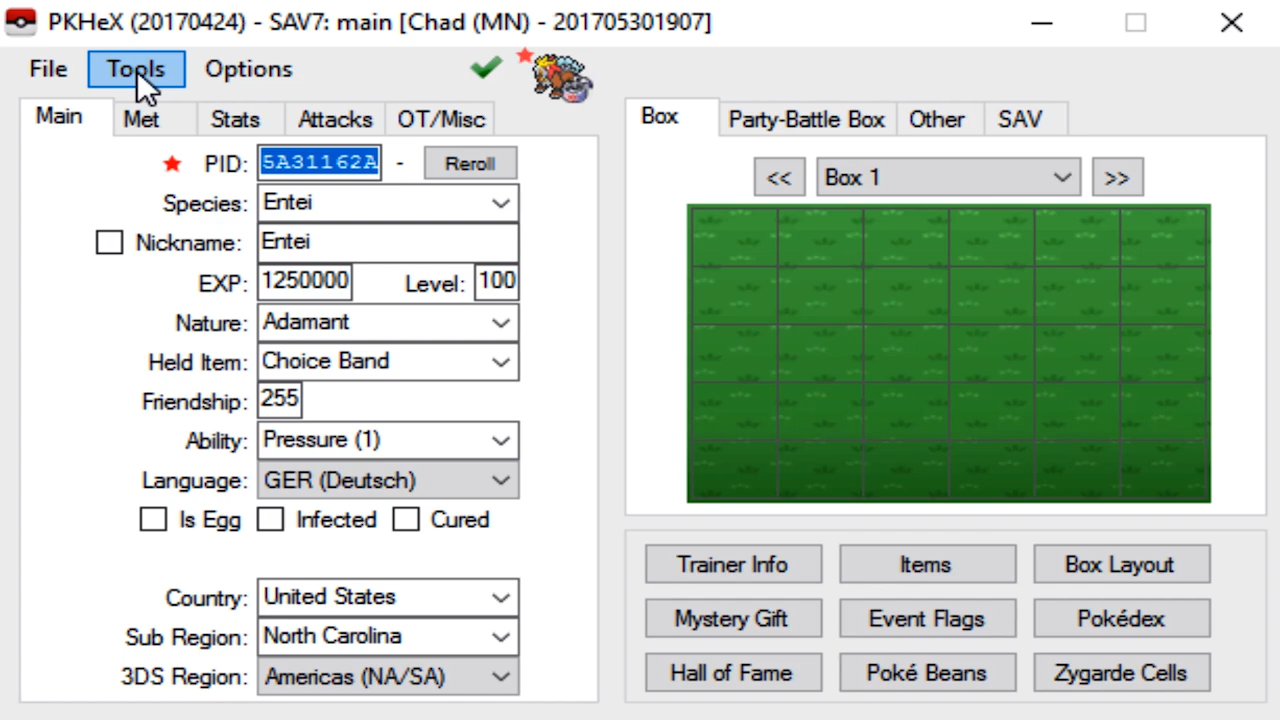 PKHeX (20170424) - SAV7: main [Chad (MN) - 201705301907]
File Tools Options
Main Met Stats Attacks OT/Misc
PID: 5A31162A - Reroll
Species: Entei
Nickname: Entei
EXP: 1250000 Level: 100
Nature: Adamant
Held Item: Choice Band
Friendship: 255
Ability: Pressure (1)
Language: GER (Deutsch)
Is Egg Infected Cured
Country: United States
Sub Region: North Carolina
3DS Region: Americas (NA/SA)
Box Party-Battle Box Other SAV
<< Box 1 >>
Trainer Info Items Box Layout
Mystery Gift Event Flags Pokédex
Hall of Fame Poké Beans Zygarde Cells